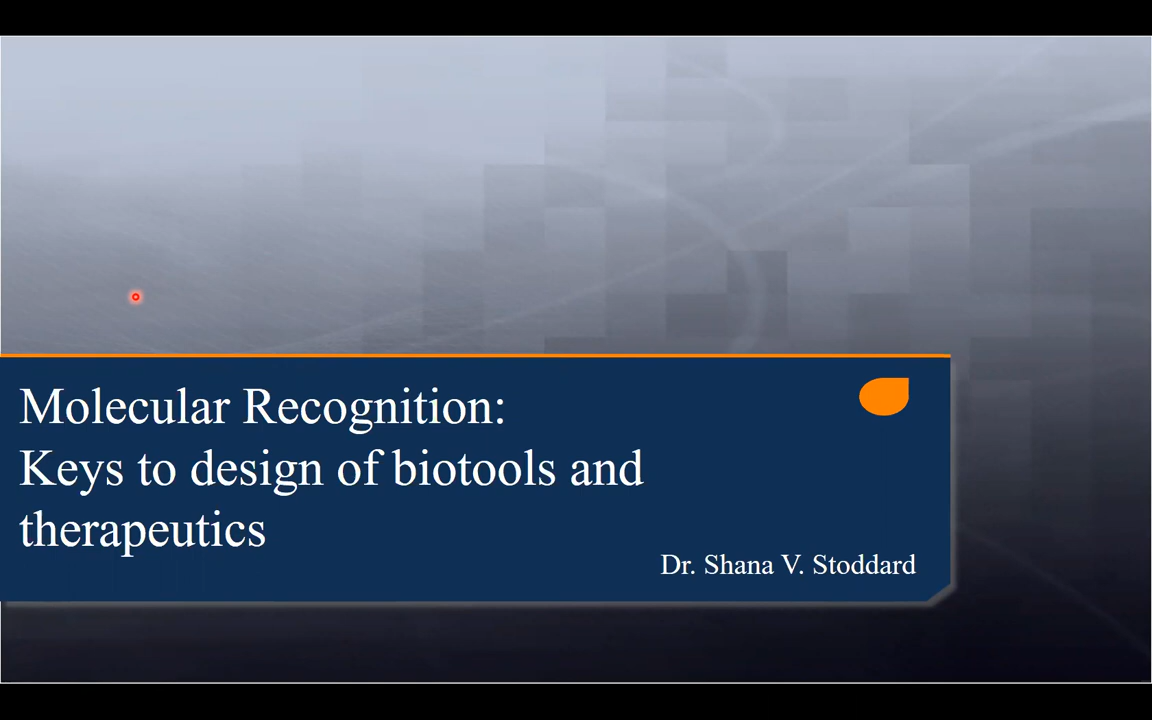 Molecular Recognition:
Keys to design of biotools and
therapeutics
Dr. Shana V. Stoddard